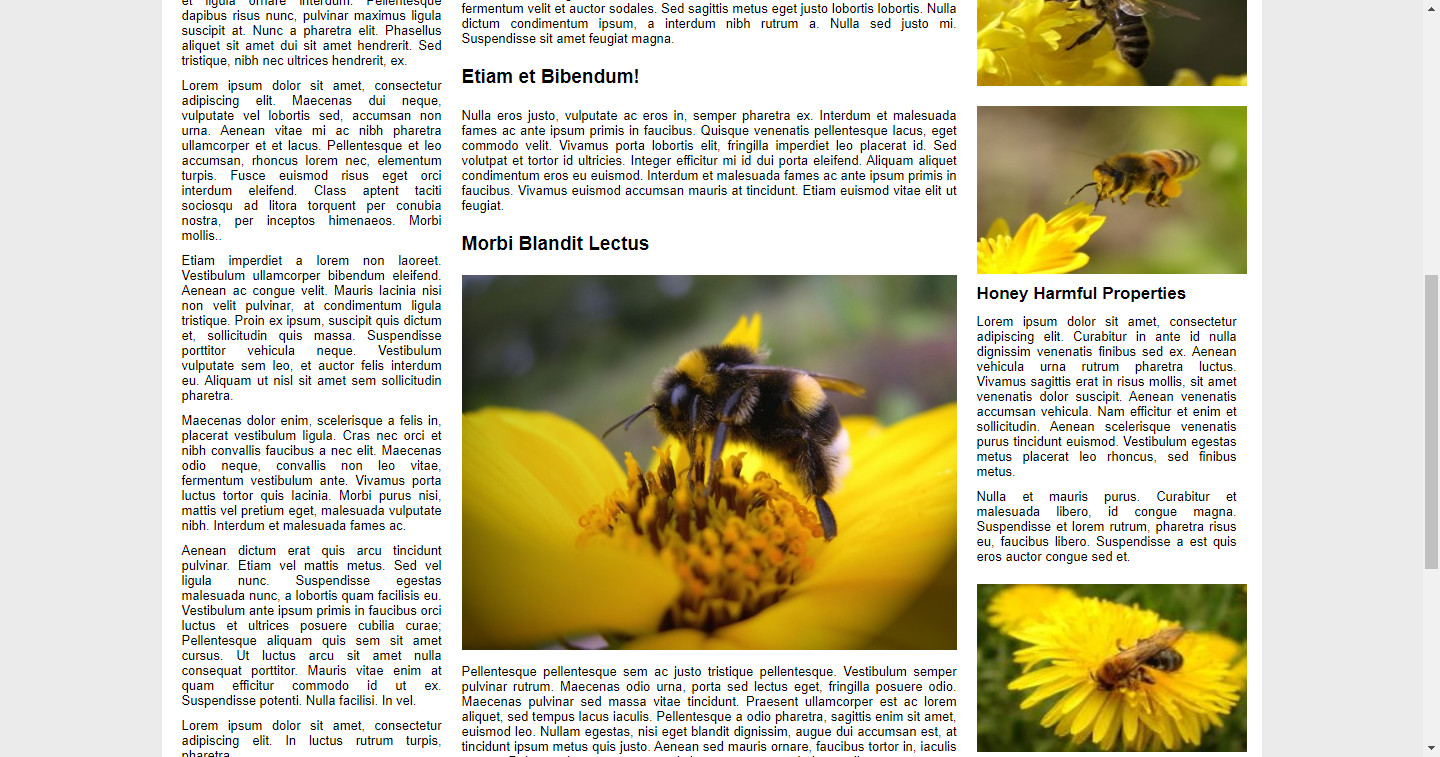 et ligula ornare interdum. Pellentesque
dapibus risus nunc, pulvinar maximus ligula
suscipit at. Nunc a pharetra elit. Phasellus
aliquet sit amet dui sit amet hendrerit. Sed
tristique, nibh nec ultrices hendrerit, ex.
Lorem ipsum dolor sit amet, consectetur
adipiscing elit. Maecenas dui neque,
vulputate vel lobortis sed, accumsan non
urna. Aenean vitae mi ac nibh pharetra
ullamcorper et et lacus. Pellentesque et leo
accumsan, rhoncus lorem nec, elementum
turpis. Fusce euismod risus eget orci
interdum eleifend. Class aptent taciti
sociosqu ad litora torquent per conubia
nostra, per inceptos himenaeos. Morbi
mollis..
Etiam imperdiet a lorem non laoreet.
Vestibulum ullamcorper bibendum eleifend.
Aenean ac congue velit. Mauris lacinia nisi
non velit pulvinar, at condimentum ligula
tristique. Proin ex ipsum, suscipit quis dictum
et, sollicitudin quis massa. Suspendisse
porttitor vehicula neque. Vestibulum
vulputate sem leo, et auctor felis interdum
eu. Aliquam ut nisl sit amet sem sollicitudin
pharetra.
Maecenas dolor enim, scelerisque a felis in,
placerat vestibulum ligula. Cras nec orci et
nibh convallis faucibus a nec elit. Maecenas
odio neque, convallis non leo vitae,
fermentum vestibulum ante. Vivamus porta
luctus tortor quis lacinia. Morbi purus nisi,
mattis vel pretium eget, malesuada vulputate
nibh. Interdum et malesuada fames ac.
Aenean dictum erat quis arcu tincidunt
pulvinar. Etiam vel mattis metus. Sed vel
ligula nunc. Suspendisse egestas
malesuada nunc, a lobortis quam facilisis eu.
Vestibulum ante ipsum primis in faucibus orci
luctus et ultrices posuere cubilia curae;
Pellentesque aliquam quis sem sit amet
cursus. Ut luctus arcu sit amet nulla
consequat porttitor. Mauris vitae enim at
quam efficitur commodo id ut ex.
Suspendisse potenti. Nulla facilisi. In vel.
Lorem ipsum dolor sit amet, consectetur
adipiscing elit. In luctus rutrum turpis,
pharetra
fermentum velit et auctor sodales. Sed sagittis metus eget justo lobortis lobortis. Nulla
dictum condimentum ipsum, a interdum nibh rutrum a. Nulla sed justo mi.
Suspendisse sit amet feugiat magna.
Etiam et Bibendum!
Nulla eros justo, vulputate ac eros in, semper pharetra ex. Interdum et malesuada
fames ac ante ipsum primis in faucibus. Quisque venenatis pellentesque lacus, eget
commodo velit. Vivamus porta lobortis elit, fringilla imperdiet leo placerat id. Sed
volutpat et tortor id ultricies. Integer efficitur mi id dui porta eleifend. Aliquam aliquet
condimentum eros eu euismod. Interdum et malesuada fames ac ante ipsum primis in
faucibus. Vivamus euismod accumsan mauris at tincidunt. Etiam euismod vitae elit ut
feugiat.
Morbi Blandit Lectus
Pellentesque pellentesque sem ac justo tristique pellentesque. Vestibulum semper
pulvinar rutrum. Maecenas odio urna, porta sed lectus eget, fringilla posuere odio.
Maecenas pulvinar sed massa vitae tincidunt. Praesent ullamcorper est ac lorem
aliquet, sed tempus lacus iaculis. Pellentesque a odio pharetra, sagittis enim sit amet,
euismod leo. Nullam egestas, nisi eget blandit dignissim, augue dui accumsan est, at
tincidunt ipsum metus quis justo. Aenean sed mauris ornare, faucibus tortor in, iaculis
Honey Harmful Properties
Lorem ipsum dolor sit amet, consectetur
adipiscing elit. Curabitur in ante id nulla
dignissim venenatis finibus sed ex. Aenean
vehicula urna rutrum pharetra luctus.
Vivamus sagittis erat in risus mollis, sit amet
venenatis dolor suscipit. Aenean venenatis
accumsan vehicula. Nam efficitur et enim et
sollicitudin. Aenean scelerisque venenatis
purus tincidunt euismod. Vestibulum egestas
metus placerat leo rhoncus, sed finibus
metus.
Nulla et mauris purus. Curabitur et
malesuada libero, id congue magna.
Suspendisse et lorem rutrum, pharetra risus
eu, faucibus libero. Suspendisse a est quis
eros auctor congue sed et.